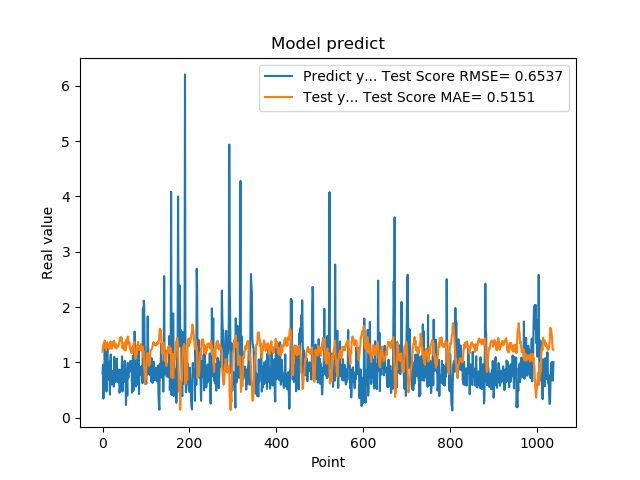 Model predict
Predict y... Test Score RMSE= 0.6537
Test y... Test Score MAE= 0.5151
6
5
4
3
2
1
0
Real value
0 200 400 600 800 1000
Point